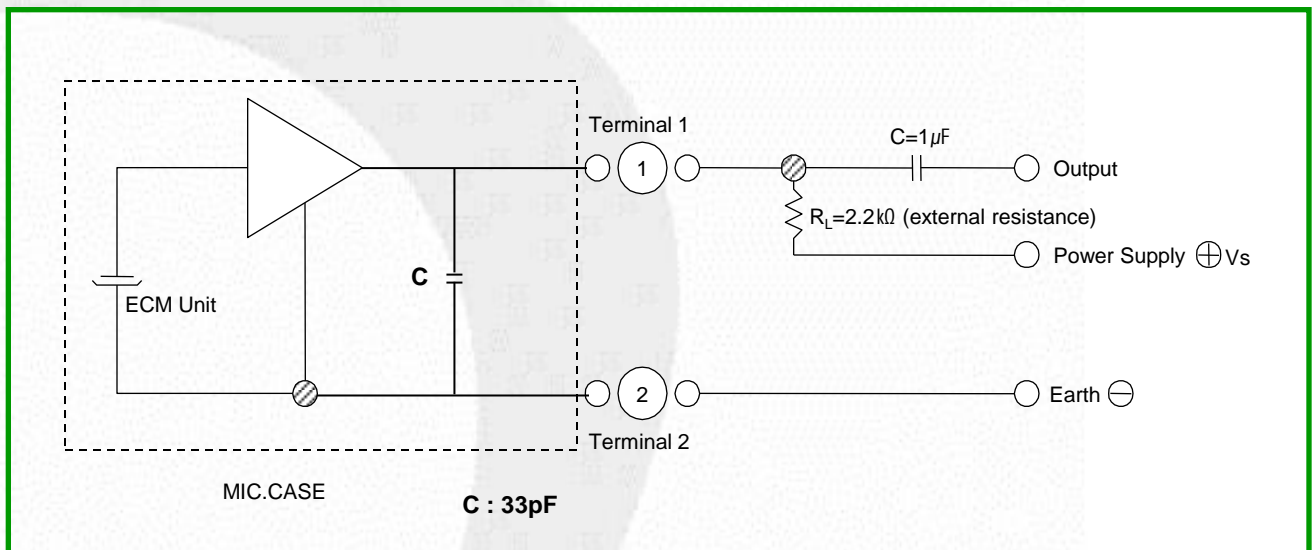 Terminal 1
C=1㎌
1
Output
RL=2.2㏀ (external resistance)
Power Supply ⊕Vs
C
ECM Unit
2
Earth ⊖
Terminal 2
MIC.CASE
C : 33pF